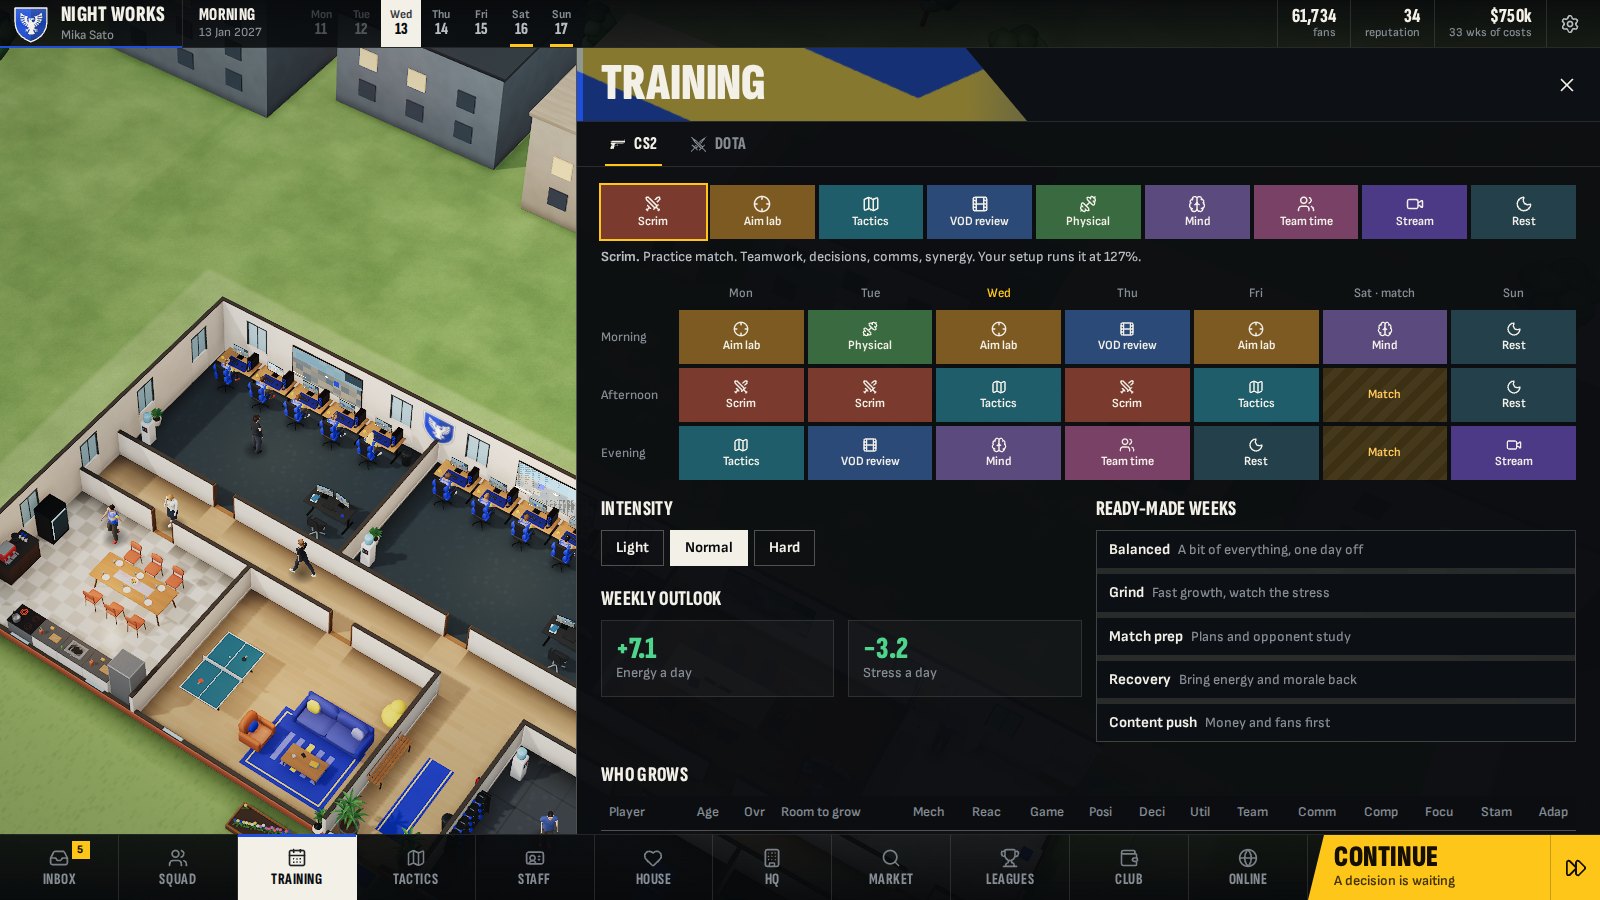 NIGHT WORKS
Mika Sato
MORNING
13 Jan 2027
Mon Tue Wed Thu Fri Sat Sun
11 12 13 14 15 16 17
61,734
fans
34
reputation
$750k
33 wks of costs
TRAINING
CS2 DOTA
Scrim Aim lab Tactics VOD review Physical Mind Team time Stream Rest
Scrim. Practice match. Teamwork, decisions, comms, synergy. Your setup runs it at 127%.
Mon Tue Wed Thu Fri Sat · match Sun
Morning Aim lab Physical Aim lab VOD review Aim lab Mind Rest
Afternoon Scrim Scrim Tactics Scrim Tactics Match Rest
Evening Tactics VOD review Mind Team time Rest Match Stream
INTENSITY
Light Normal Hard
WEEKLY OUTLOOK
+7.1
Energy a day
-3.2
Stress a day
READY-MADE WEEKS
Balanced A bit of everything, one day off
Grind Fast growth, watch the stress
Match prep Plans and opponent study
Recovery Bring energy and morale back
Content push Money and fans first
WHO GROWS
Player Age Ovr Room to grow Mech Reac Game Posi Deci Util Team Comm Comp Focu Stam Adap
INBOX 5
SQUAD
TRAINING
TACTICS
STAFF
HOUSE
HQ
MARKET
LEAGUES
CLUB
ONLINE
CONTINUE
A decision is waiting